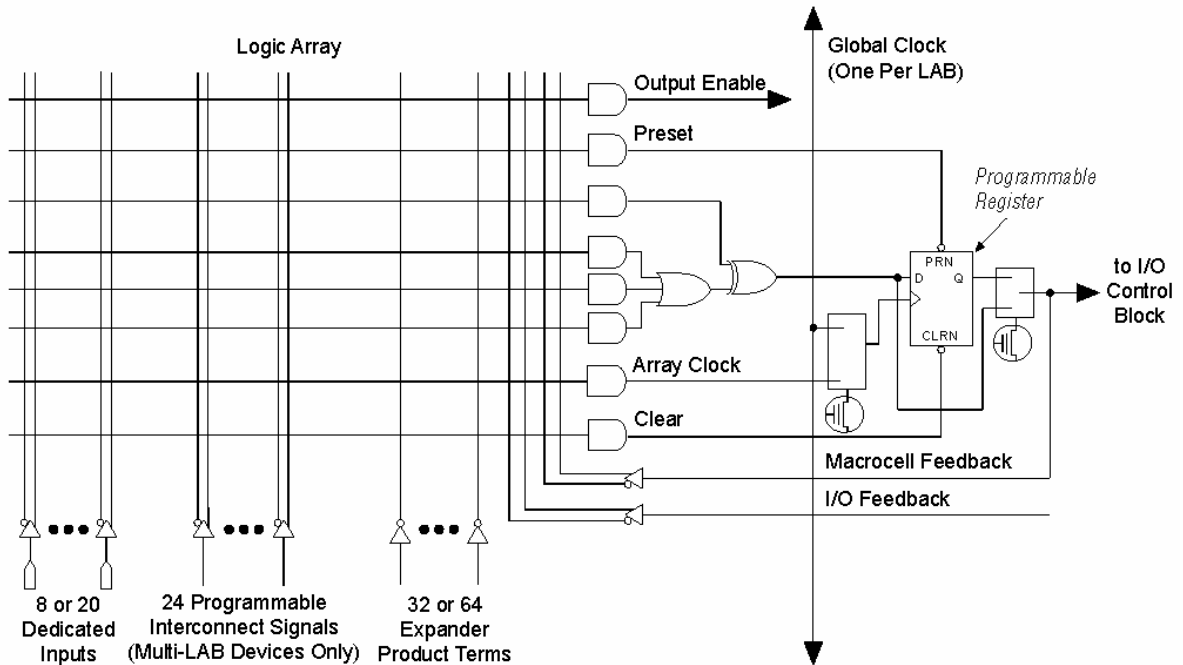 Logic Array
Global Clock
(One Per LAB)
Output Enable
Preset
Programmable
Register
PRN
D
Q
CLRN
to I/O
Control
Block
Array Clock
Clear
Macrocell Feedback
I/O Feedback
8 or 20
Dedicated
Inputs
24 Programmable
Interconnect Signals
(Multi-LAB Devices Only)
32 or 64
Expander
Product Terms